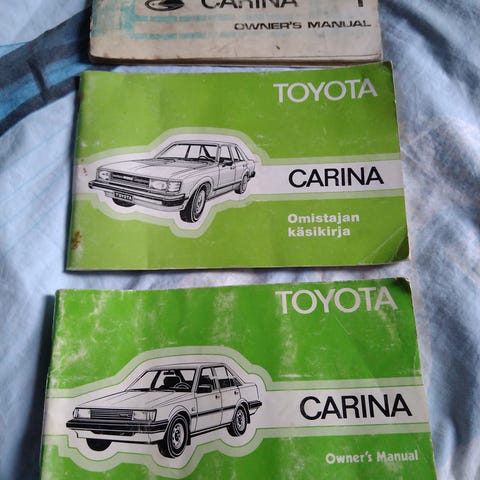 CARINA
OWNER'S MANUAL
TOYOTA
CARINA
Omistajan
käsikirja
TOYOTA
CARINA
Owner's Manual